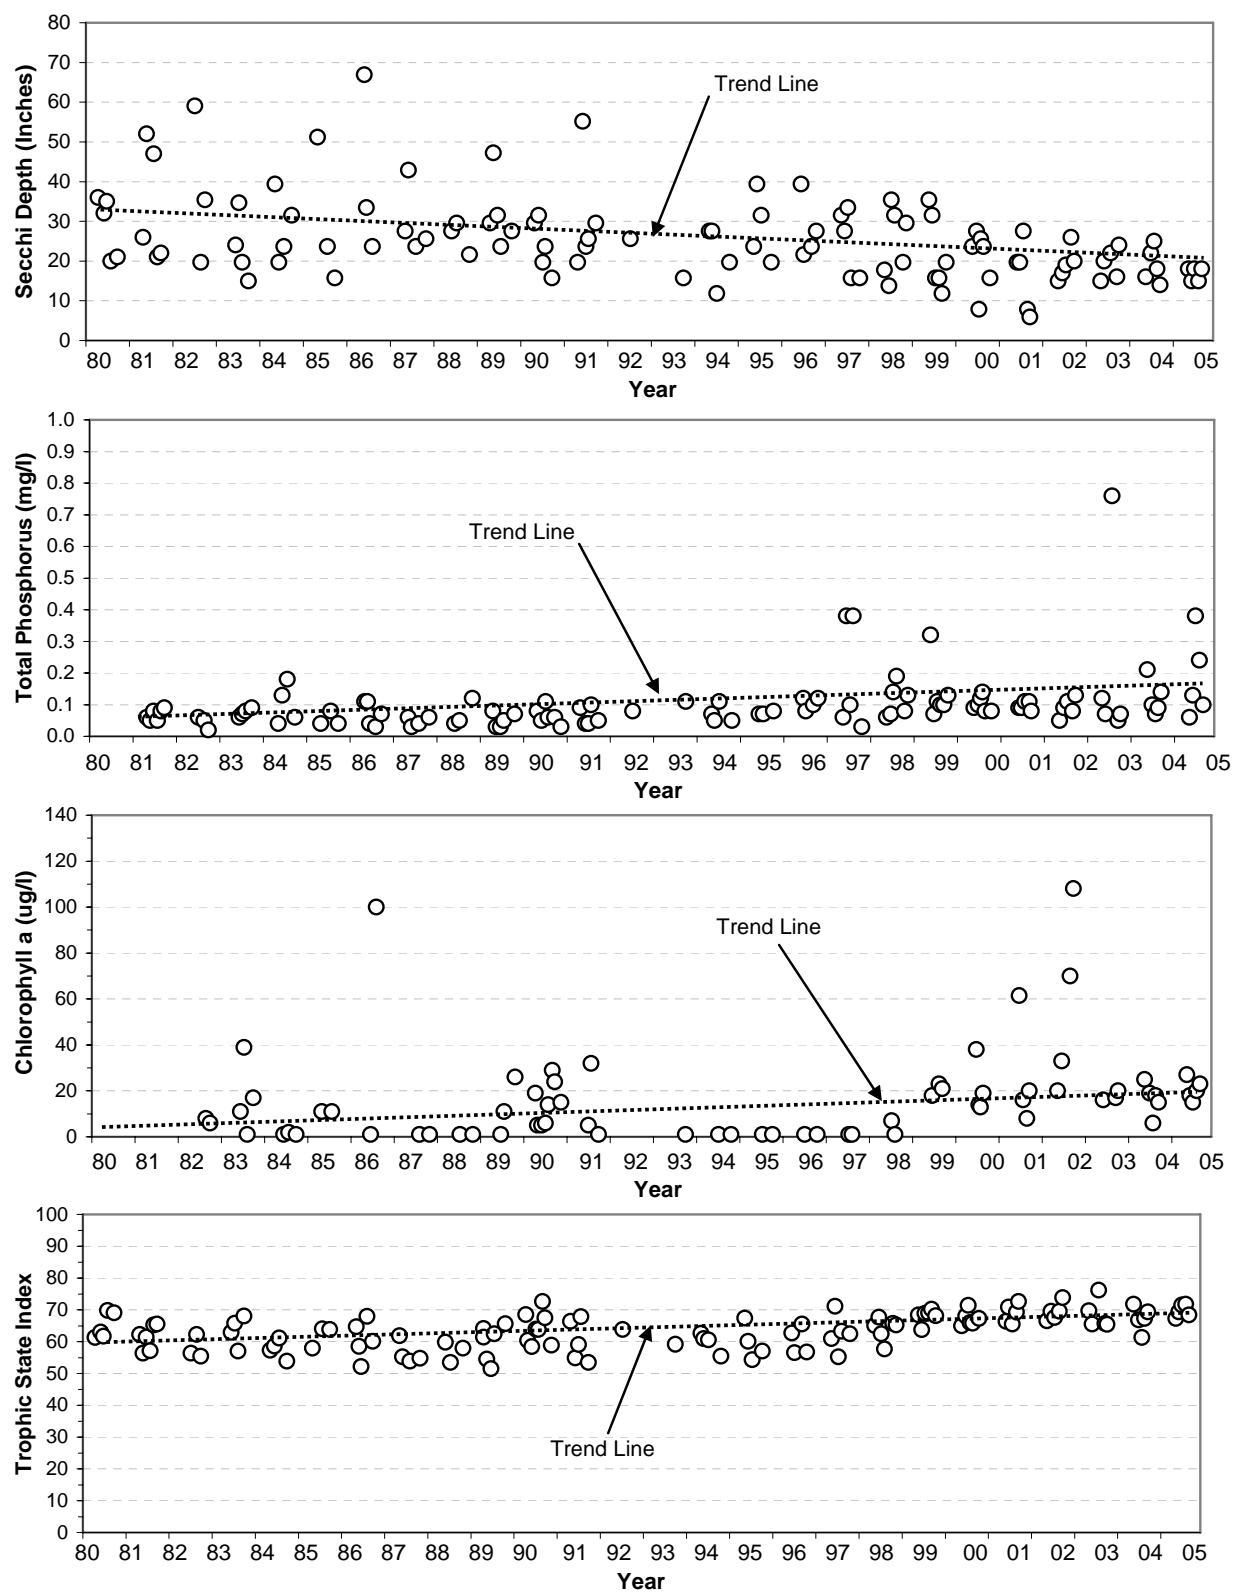 80
70
60
50
40
30
20
10
0
Secchi Depth (Inches)
Trend Line
80 81 82 83 84 85 86 87 88 89 90 91 92 93 94 95 96 97 98 99 00 01 02 03 04 05
Year
1.0
0.9
0.8
0.7
0.6
0.5
0.4
0.3
0.2
0.1
0.0
Total Phosphorus (mg/l)
Trend Line
80 81 82 83 84 85 86 87 88 89 90 91 92 93 94 95 96 97 98 99 00 01 02 03 04 05
Year
140
120
100
80
60
40
20
0
Chlorophyll a (ug/l)
Trend Line
80 81 82 83 84 85 86 87 88 89 90 91 92 93 94 95 96 97 98 99 00 01 02 03 04 05
Year
100
90
80
70
60
50
40
30
20
10
0
Trophic State Index
Trend Line
80 81 82 83 84 85 86 87 88 89 90 91 92 93 94 95 96 97 98 99 00 01 02 03 04 05
Year